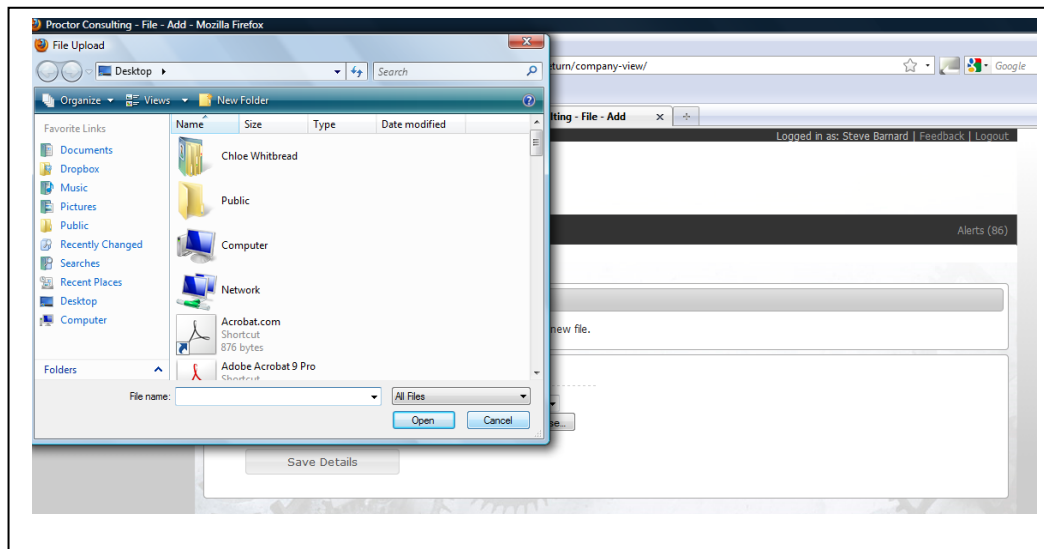 Proctor Consulting - File - Add - Mozilla Firefox
File Upload
Desktop
Search
eturn/company-view/
Google
Organize Views New Folder
lting - File - Add
Logged in as: Steve Barnard | Feedback | Logout
Favorite Links
Name Size Type Date modified
Documents
Dropbox
Music
Pictures
Public
Recently Changed
Searches
Recent Places
Desktop
Computer
Folders
Chloe Whitbread
Public
Computer
Network
Acrobat.com
Shortcut
876 bytes
Adobe Acrobat 9 Pro
Shortcut
Alerts (86)
new file.
File name:
All Files
Open Cancel
se...
Save Details